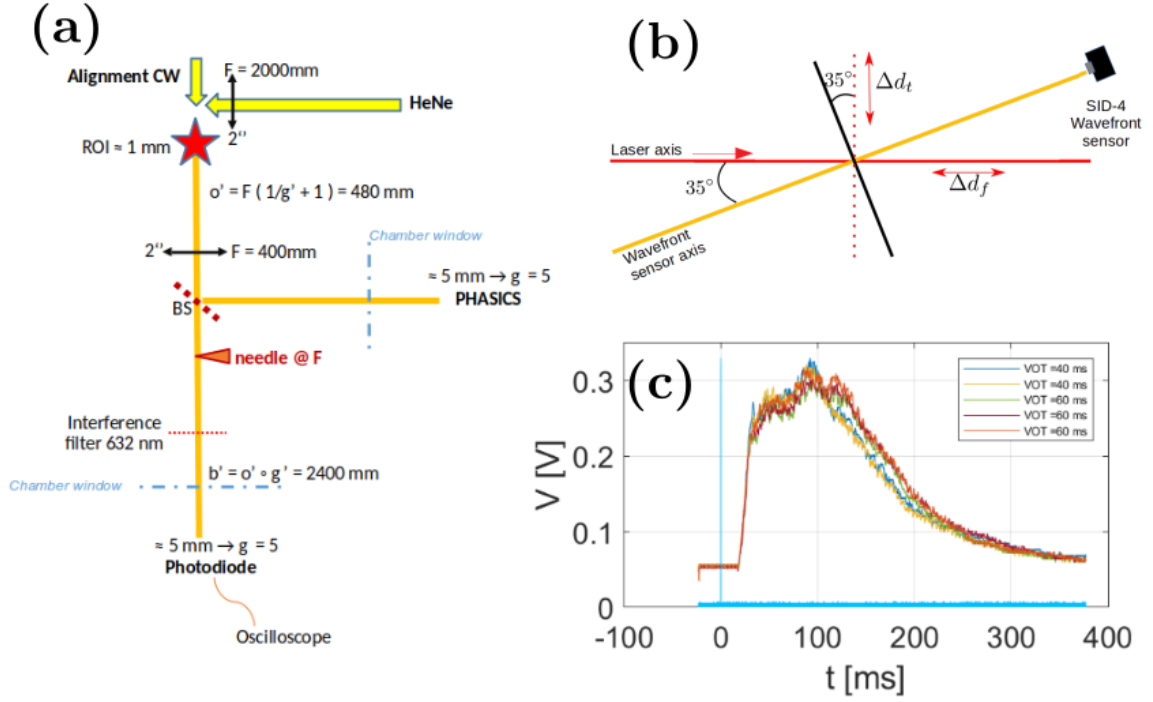 (a)
Alignment CW
F = 2000mm
HeNe
2''
ROI ≈ 1 mm
o' = F ( 1/g' + 1 ) = 480 mm
Chamber window
2''
F = 400mm
≈ 5 mm → g = 5
PHASICS
BS
needle @ F
Interference
filter 632 nm
b' = o' ∘ g' = 2400 mm
Chamber window
≈ 5 mm → g = 5
Photodiode
Oscilloscope
(b)
35°
Δd_t
SID-4
Wavefront
sensor
Laser axis
35°
Δd_f
Wavefront
sensor axis
(c)
VOT =40 ms
VOT =40 ms
VOT =60 ms
VOT =60 ms
VOT =60 ms
V [V]
0.3
0.2
0.1
0
-100 0 100 200 300 400
t [ms]